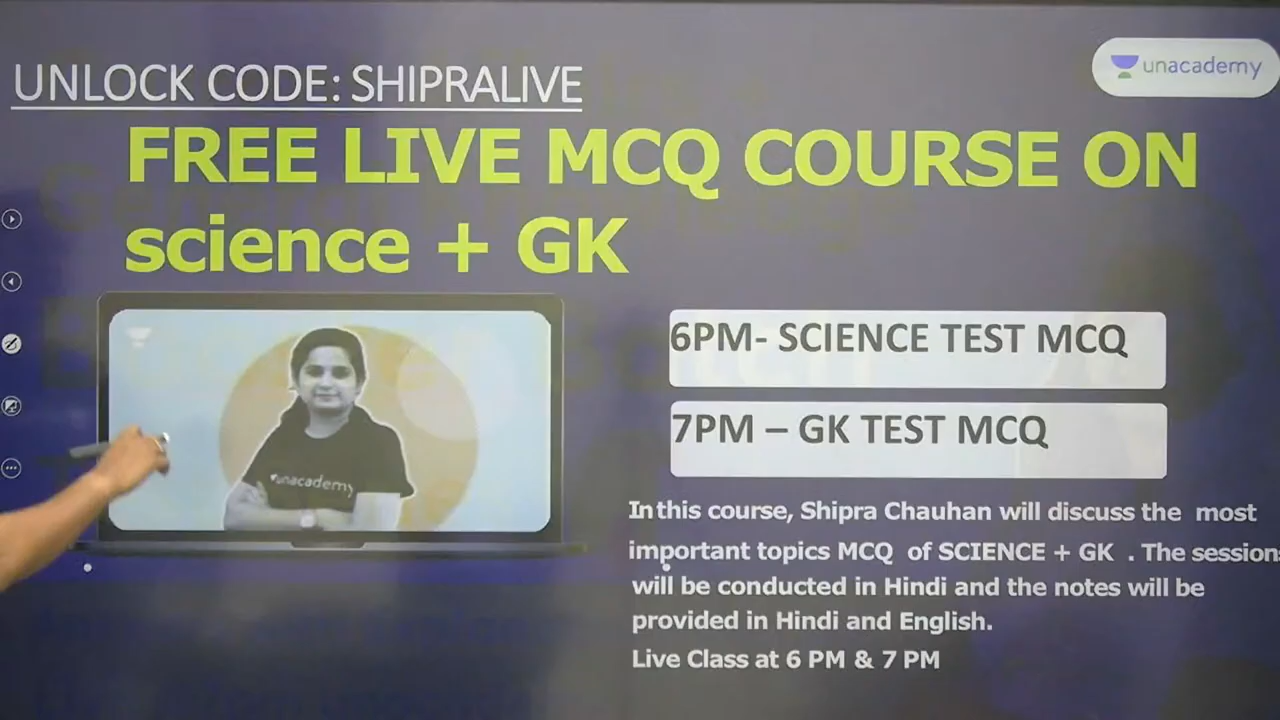 UNLOCK CODE: SHIPRALIVE
unacademy
FREE LIVE MCQ COURSE ON
science + GK
6PM- SCIENCE TEST MCQ
7PM – GK TEST MCQ
unacademy
In this course, Shipra Chauhan will discuss the most
important topics MCQ of SCIENCE + GK . The session
will be conducted in Hindi and the notes will be
provided in Hindi and English.
Live Class at 6 PM & 7 PM